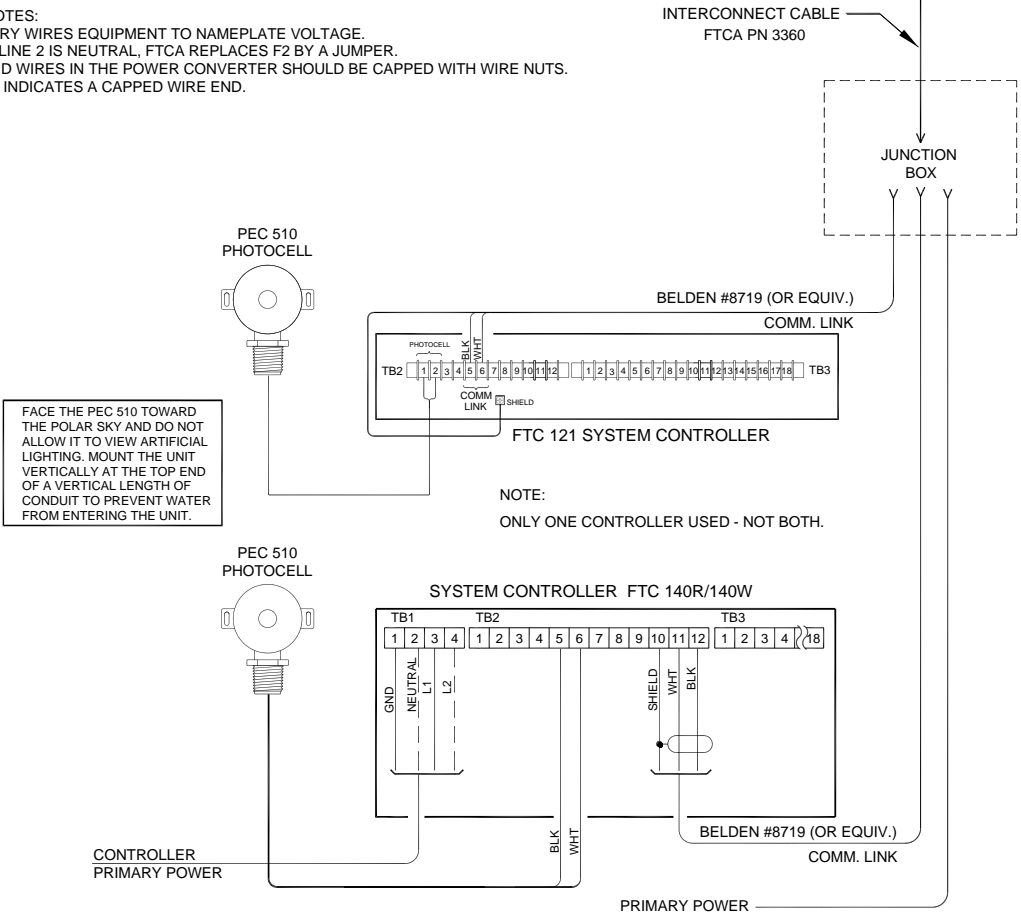 OTES:
RY WIRES EQUIPMENT TO NAMEPLATE VOLTAGE.
LINE 2 IS NEUTRAL, FTCA REPLACES F2 BY A JUMPER.
D WIRES IN THE POWER CONVERTER SHOULD BE CAPPED WITH WIRE NUTS.
INDICATES A CAPPED WIRE END.
INTERCONNECT CABLE
FTCA PN 3360
JUNCTION
BOX
PEC 510
PHOTOCELL
BELDEN #8719 (OR EQUIV.)
COMM. LINK
PHOTOCELL
BLK
WHT
TB2 1 2 3 4 5 6 7 8 9 10 11 12 1 2 3 4 5 6 7 8 9 10 11 12 13 14 15 16 17 18 TB3
COMM
LINK
SHIELD
FTC 121 SYSTEM CONTROLLER
FACE THE PEC 510 TOWARD
THE POLAR SKY AND DO NOT
ALLOW IT TO VIEW ARTIFICIAL
LIGHTING. MOUNT THE UNIT
VERTICALLY AT THE TOP END
OF A VERTICAL LENGTH OF
CONDUIT TO PREVENT WATER
FROM ENTERING THE UNIT.
NOTE:
ONLY ONE CONTROLLER USED - NOT BOTH.
PEC 510
PHOTOCELL
SYSTEM CONTROLLER FTC 140R/140W
TB1 TB2 TB3
1 2 3 4 1 2 3 4 5 6 7 8 9 10 11 12 1 2 3 4 18
GND
NEUTRAL
L1
L2
SHIELD
WHT
BLK
BLK
WHT
BELDEN #8719 (OR EQUIV.)
COMM. LINK
CONTROLLER
PRIMARY POWER
PRIMARY POWER